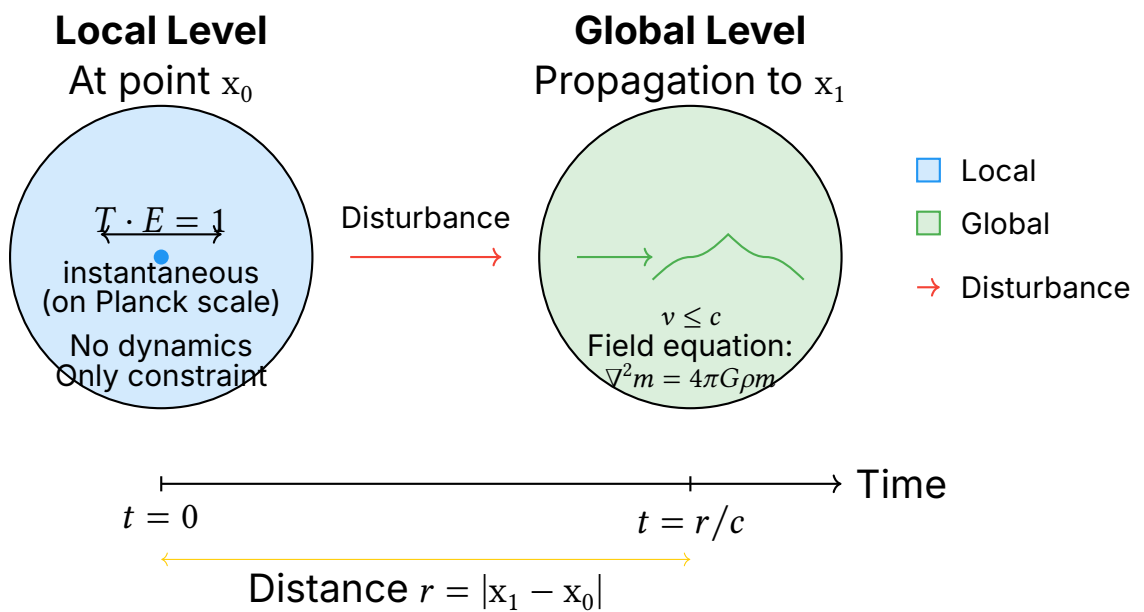 Local Level
At point x₀
T · E = 1
instantaneous
(on Planck scale)
No dynamics
Only constraint
Disturbance
Global Level
Propagation to x₁
v ≤ c
Field equation:
∇²m = 4πGρm
Local
Global
Disturbance
Time
t = 0
t = r/c
Distance r = |x₁ − x₀|